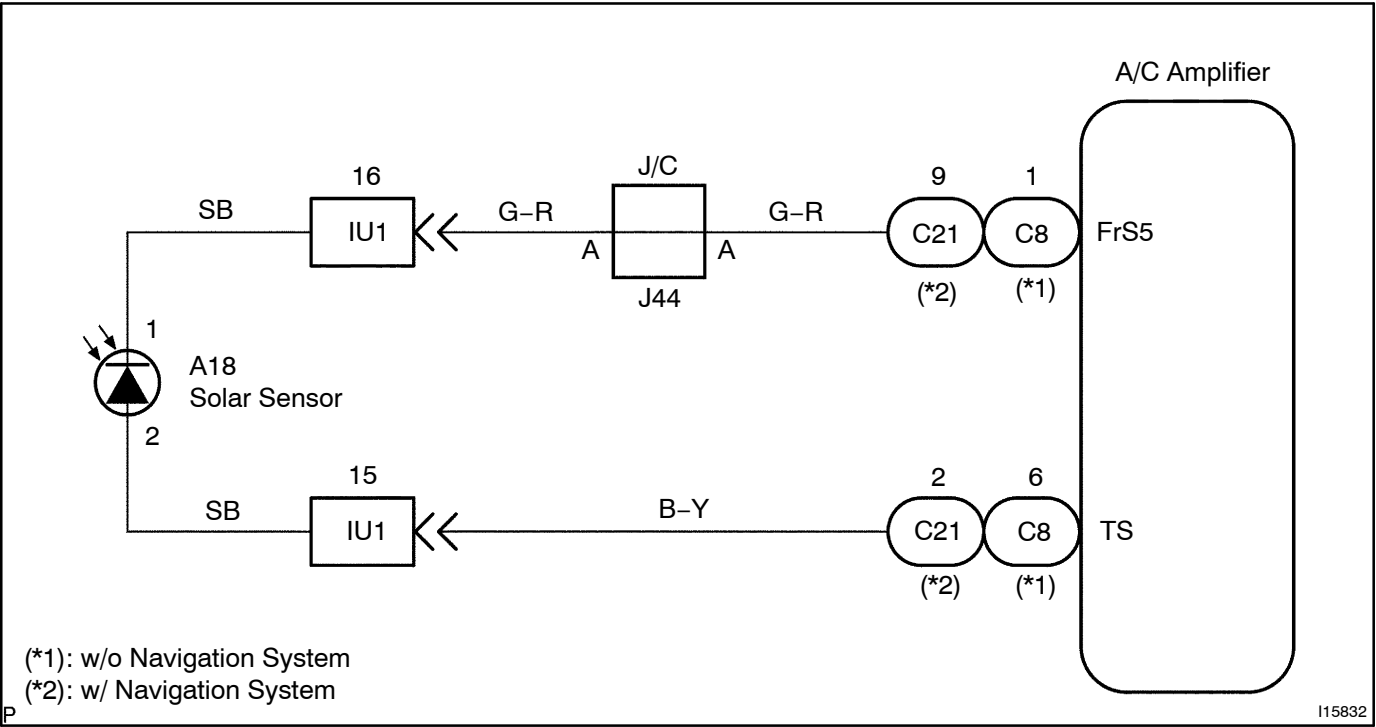 A/C Amplifier
16
J/C
9
1
SB
G–R
G–R
IU1
A
A
C21
C8
FrS5
(*2)
(*1)
J44
1
A18
Solar Sensor
2
15
2
6
SB
B–Y
IU1
C21
C8
TS
(*2)
(*1)
(*1): w/o Navigation System
(*2): w/ Navigation System
P
I15832